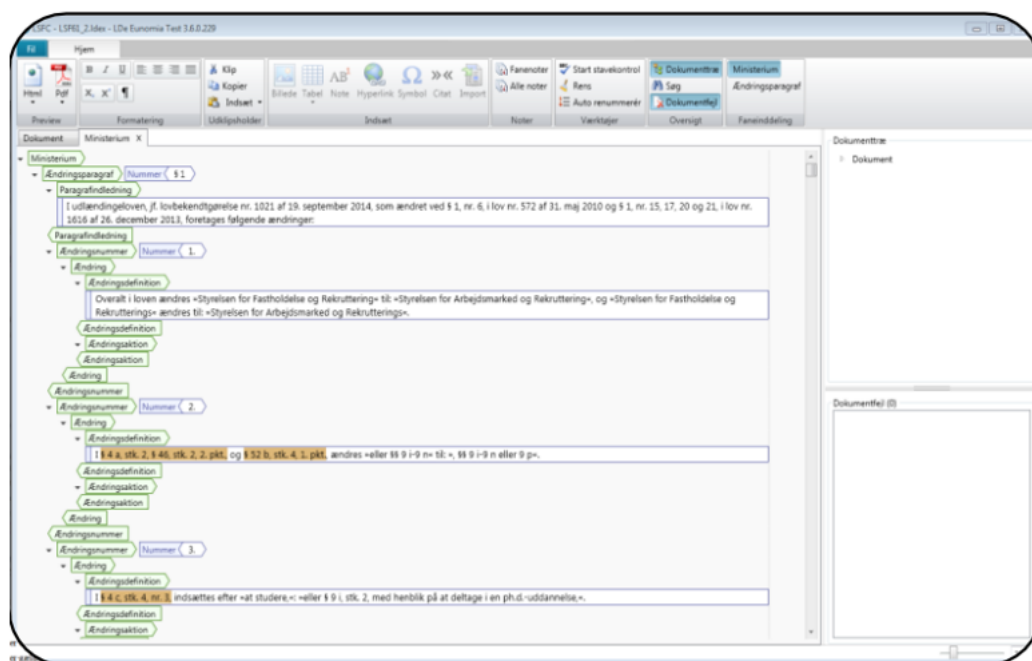 LSFC - LSF61_2.ldex - LDe Eunomia Test 3.6.0.229
Fil Hjem
B I U
X, X' ¶
Html Pdf
Preview
Formatering
Klip
Kopier
Indsæt
Udklipsholder
Billede Tabel Note Hyperlink Symbol Citat Import
Indsæt
Fanenoter
Alle noter
Noter
Start stavekontrol
Rens
Auto renummerér
Værktøjer
Dokumenttræ
Søg
Dokumentfejl
Oversigt
Ministerium
Ændringsparagraf
Faneinddeling
Dokument Ministerium X
Ministerium
Ændringsparagraf Nummer § 1
Paragrafindledning
I udlændingeloven, jf. lovbekendtgørelse nr. 1021 af 19. september 2014, som ændret ved § 1, nr. 6, i lov nr. 572 af 31. maj 2010 og § 1, nr. 15, 17, 20 og 21, i lov nr.
1616 af 26. december 2013, foretages følgende ændringer:
Paragrafindledning
Ændringsnummer Nummer 1.
Ændring
Ændringsdefinition
Overalt i loven ændres »Styrelsen for Fastholdelse og Rekruttering« til: »Styrelsen for Arbejdsmarked og Rekruttering«, og »Styrelsen for Fastholdelse og
Rekrutterings« ændres til: »Styrelsen for Arbejdsmarked og Rekrutterings«.
Ændringsdefinition
Ændringsaktion
Ændringsaktion
Ændring
Ændringsnummer
Ændringsnummer Nummer 2.
Ændring
Ændringsdefinition
I § 4 a, stk. 2, § 46, stk. 2, 2. pkt., og § 52 b, stk. 4, 1. pkt., ændres »eller §§ 9 i-9 n« til: », §§ 9 i-9 n eller 9 p«.
Ændringsdefinition
Ændringsaktion
Ændringsaktion
Ændring
Ændringsnummer
Ændringsnummer Nummer 3.
Ændring
Ændringsdefinition
I § 4 c, stk. 4, nr. 3, indsættes efter »at studere,«: »eller § 9 i, stk. 2, med henblik på at deltage i en ph.d.-uddannelse,«.
Ændringsdefinition
Ændringsaktion
Dokumenttræ
Dokument
Dokumentfejl (0)